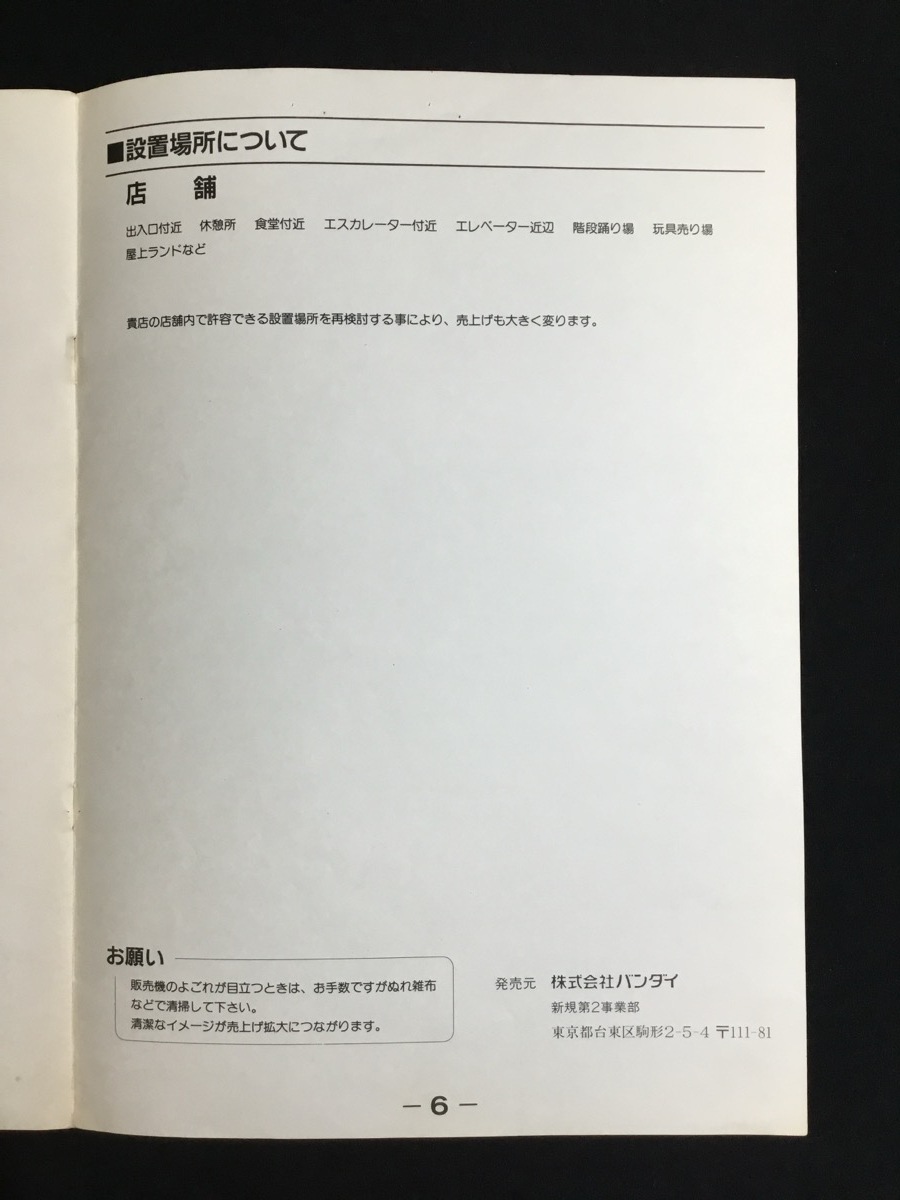 ■設置場所について
店　舗
出入口付近　休憩所　食堂付近　エスカレーター付近　エレベーター近辺　階段踊り場　玩具売り場
屋上ランドなど
貴店の店舗内で許容できる設置場所を再検討する事により、売上げも大きく変ります。
お願い
販売機のよごれが目立つときは、お手数ですがぬれ雑布
などで清掃して下さい。
清潔なイメージが売上げ拡大につながります。
発売元　株式会社バンダイ
新規第2事業部
東京都台東区駒形2-5-4 〒111-81
— 6 —